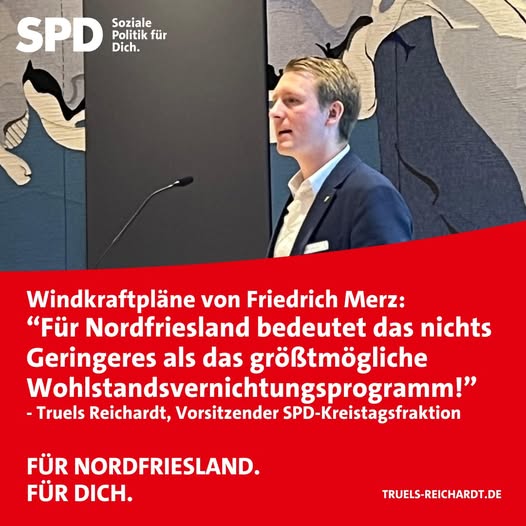 SPD
Soziale
Politik für
Dich.
Windkraftpläne von Friedrich Merz:
“Für Nordfriesland bedeutet das nichts
Geringeres als das größtmögliche
Wohlstandsvernichtungsprogramm!”
- Truels Reichardt, Vorsitzender SPD-Kreistagsfraktion
FÜR NORDFRIESLAND.
FÜR DICH.
TRUELS-REICHARDT.DE